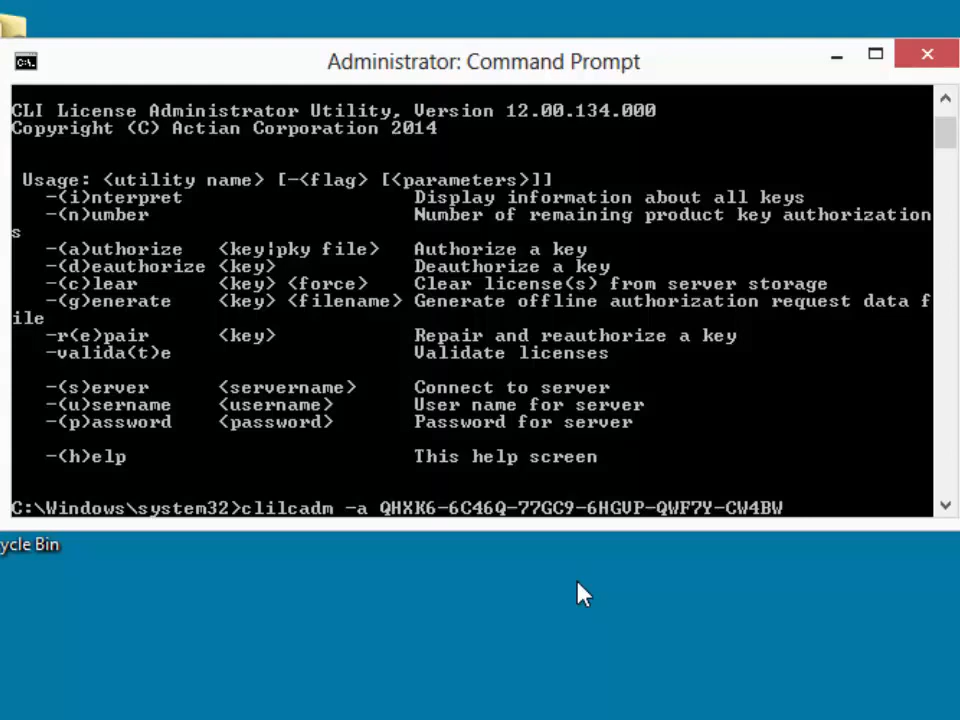 Administrator: Command Prompt
CLI License Administrator Utility, Version 12.00.134.000
Copyright (C) Actian Corporation 2014
Usage: <utility name> [-<flag> [<parameters>]]
-(i)nterpret Display information about all keys
-(n)umber Number of remaining product key authorization
s
-(a)uthorize <key|pky file> Authorize a key
-(d)eauthorize <key> Deauthorize a key
-(c)lear <key> <force> Clear license(s) from server storage
-(g)enerate <key> <filename> Generate offline authorization request data f
ile
-r(e)pair <key> Repair and reauthorize a key
-valida(t)e Validate licenses
-(s)erver <servername> Connect to server
-(u)sername <username> User name for server
-(p)assword <password> Password for server
-(h)elp This help screen
C:\Windows\system32>clilcadm -a QHXK6-6C46Q-77GC9-6HGVP-QWF7Y-CW4BW
ycle Bin